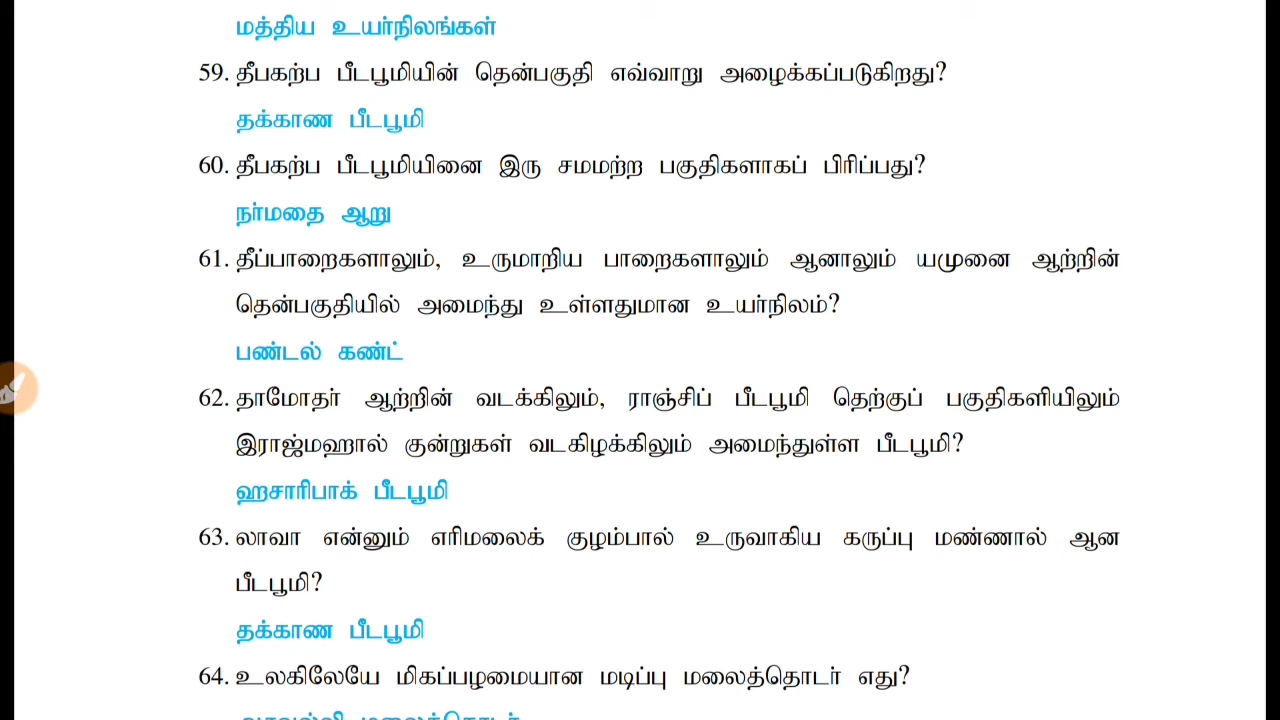 மத்திய உயர்நிலங்கள்
59. தீபகற்ப பீடபூமியின் தென்பகுதி எவ்வாறு அழைக்கப்படுகிறது?
தக்காண பீடபூமி
60. தீபகற்ப பீடபூமியினை இரு சமமற்ற பகுதிகளாகப் பிரிப்பது?
நர்மதை ஆறு
61. தீப்பாறைகளாலும், உருமாறிய பாறைகளாலும் ஆனாலும் யமுனை ஆற்றின்
தென்பகுதியில் அமைந்து உள்ளதுமான உயர்நிலம்?
பண்டல் கண்ட்
62. தாமோதர் ஆற்றின் வடக்கிலும், ராஞ்சிப் பீடபூமி தெற்குப் பகுதிகளியிலும்
இராஜ்மஹால் குன்றுகள் வடகிழக்கிலும் அமைந்துள்ள பீடபூமி?
ஹசாரிபாக் பீடபூமி
63. லாவா என்னும் எரிமலைக் குழம்பால் உருவாகிய கருப்பு மண்ணால் ஆன
பீடபூமி?
தக்காண பீடபூமி
64. உலகிலேயே மிகப்பழமையான மடிப்பு மலைத்தொடர் எது?